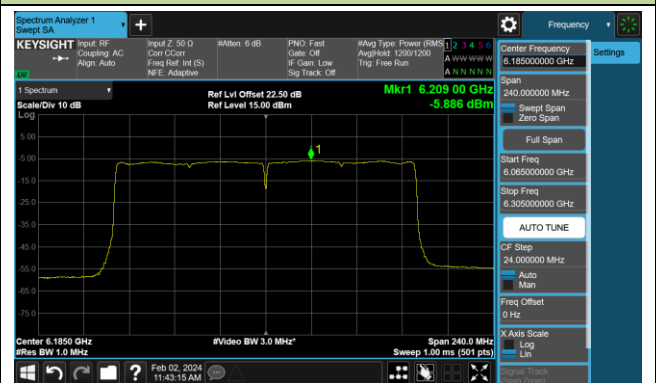 Spectrum Analyzer 1
Swept SA
Frequency
KEYSIGHT
Input: RF
Coupling: AC
Align: Auto
Input Z: 50 Ω
Corr CCorr
Freq Ref: Int (S)
NFE: Adaptive
#Atten: 6 dB
PNO: Fast
Gate: Off
IF Gain: Low
Sig Track: Off
#Avg Type: Power (RMS
Avg|Hold: 1200/1200
Trig: Free Run
1 2 3 4 5 6
A W W W W W
A N N N N N
LXI
1 Spectrum
Scale/Div 10 dB
Log
Ref Lvl Offset 22.50 dB
Ref Level 15.00 dBm
Mkr1 6.209 00 GHz
-5.886 dBm
1
5.00
-5.00
-15.0
-25.0
-35.0
-45.0
-55.0
-65.0
-75.0
Center 6.1850 GHz
#Res BW 1.0 MHz
#Video BW 3.0 MHz*
Span 240.0 MHz
Sweep 1.00 ms (501 pts)
Feb 02, 2024
11:43:15 AM
Center Frequency
6.185000000 GHz
Settings
Span
240.000000 MHz
Swept Span
Zero Span
Full Span
Start Freq
6.065000000 GHz
Stop Freq
6.305000000 GHz
AUTO TUNE
CF Step
24.000000 MHz
Auto
Man
Freq Offset
0 Hz
X Axis Scale
Log
Lin
Signal Track